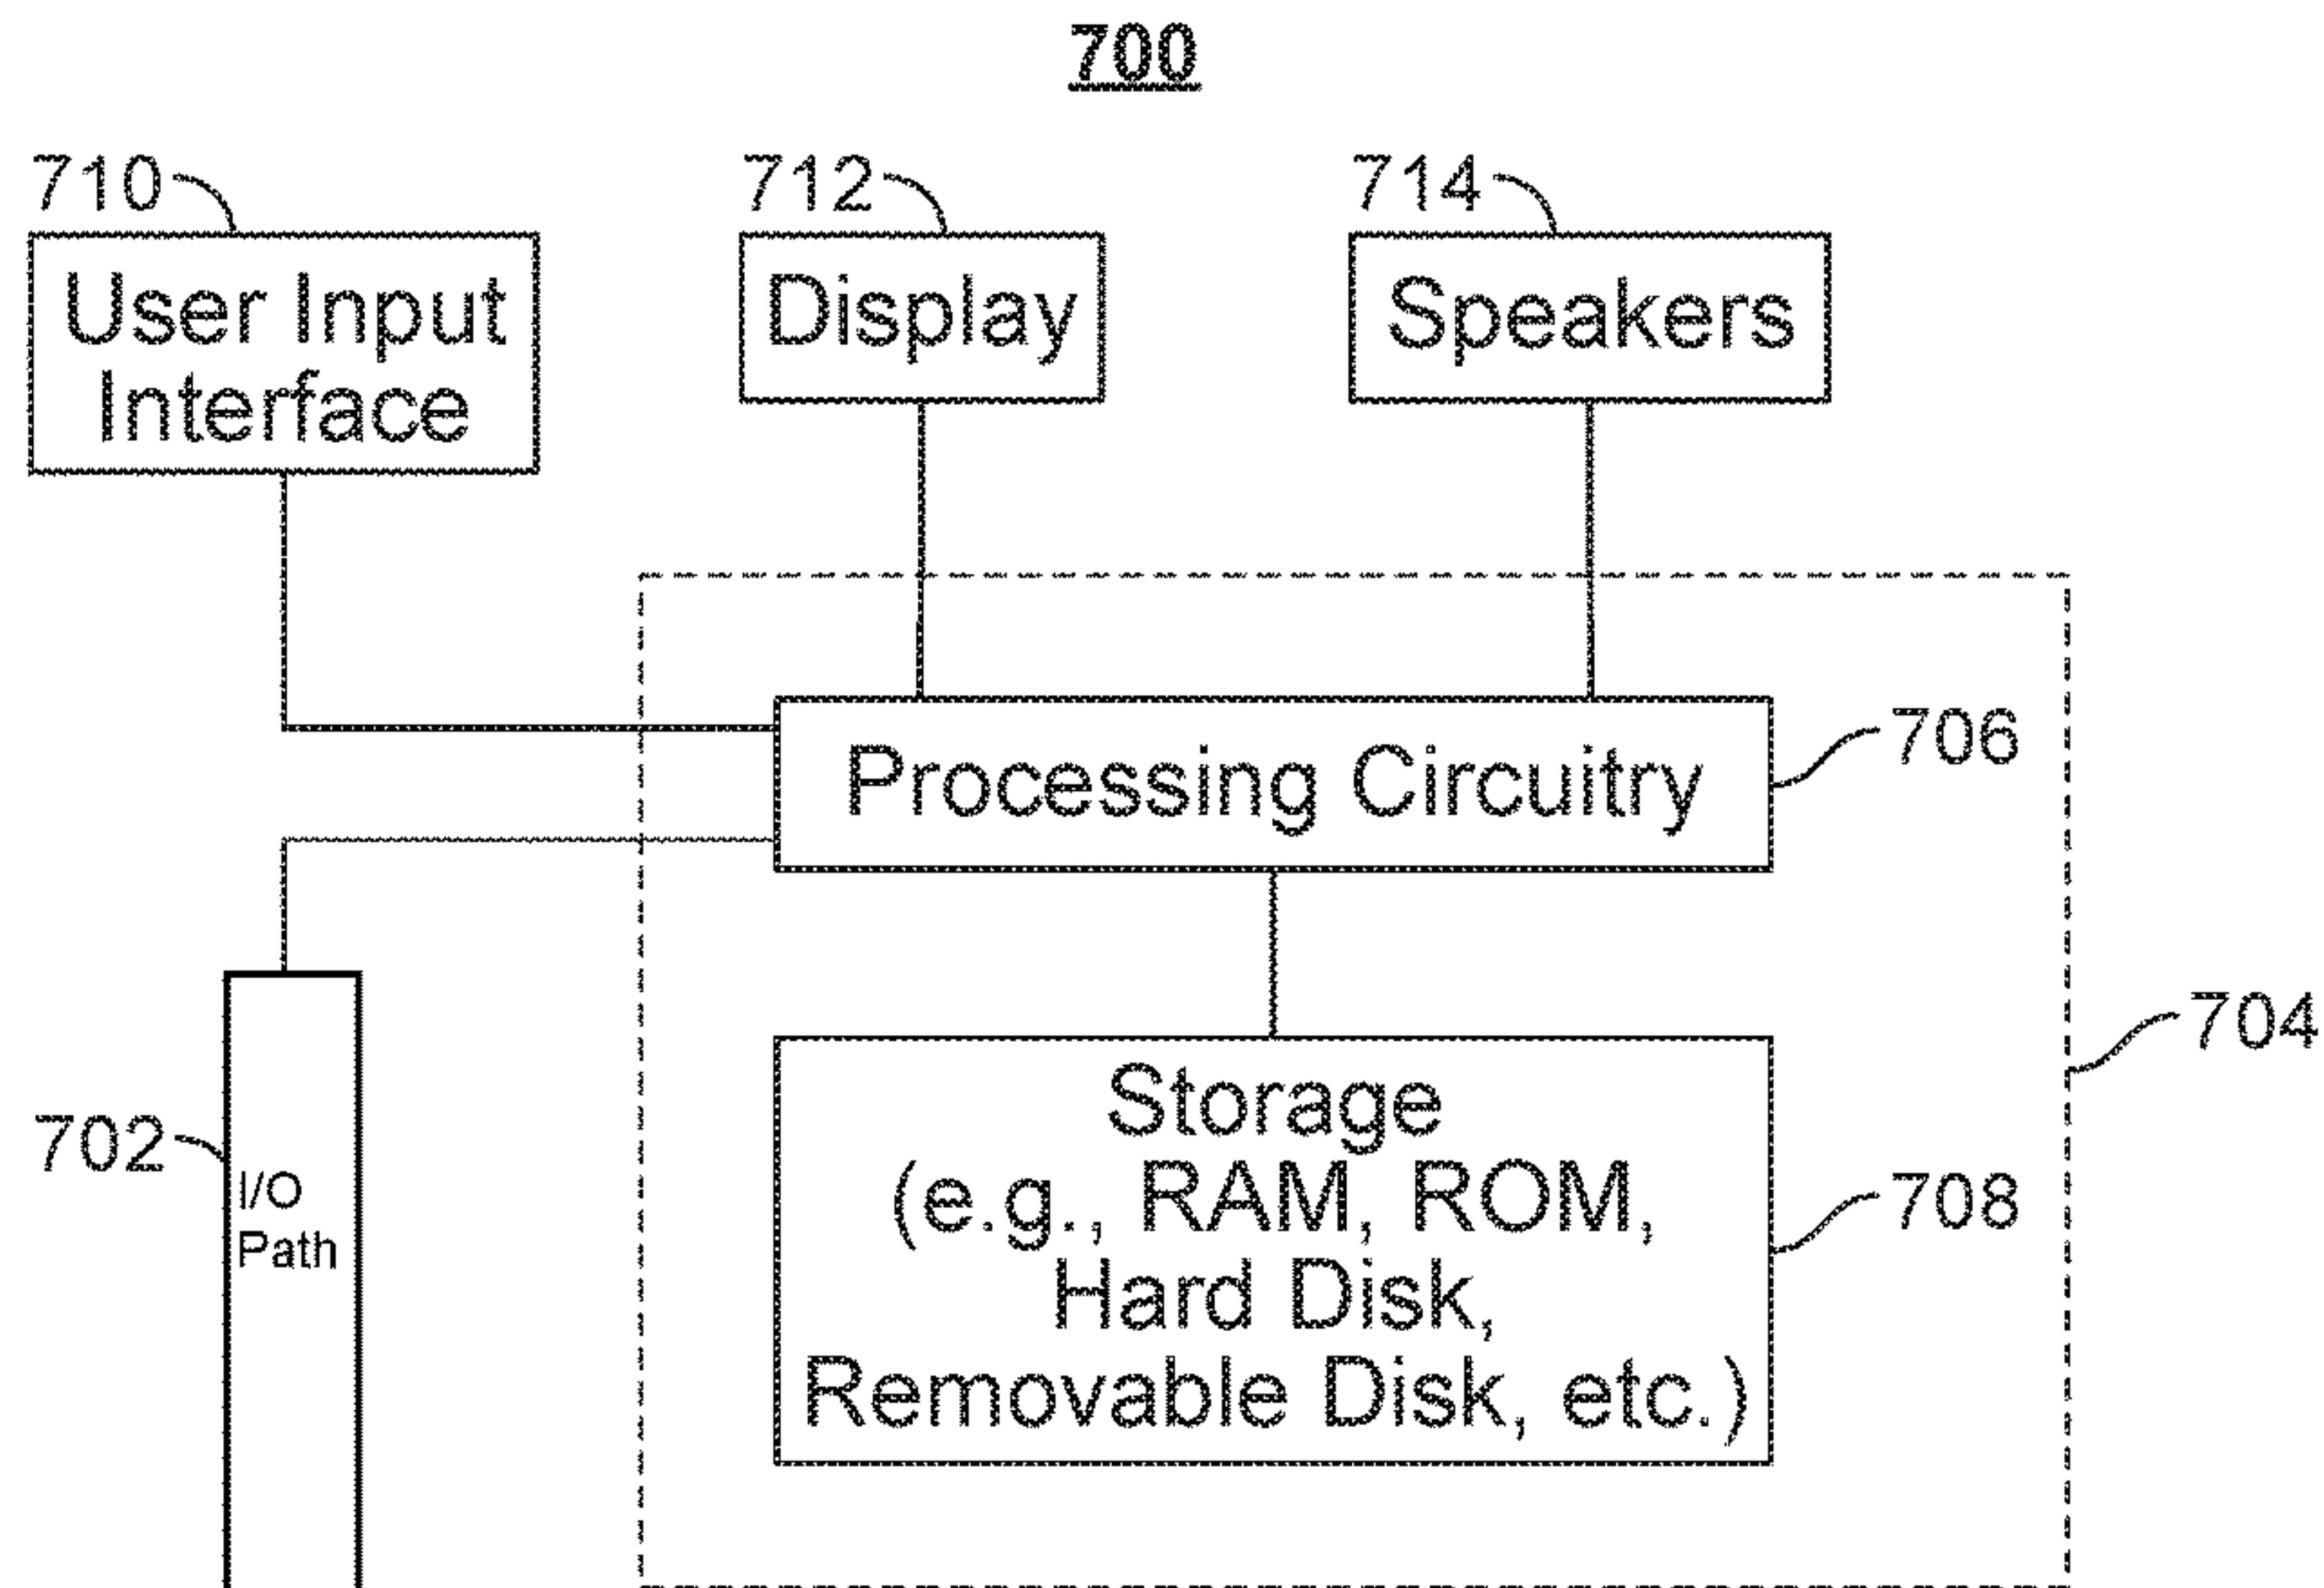 700
710
712
714
User Input
Interface
Display
Speakers
Processing Circuitry
706
704
702
I/O
Path
Storage
(e.g., RAM, ROM,
Hard Disk,
Removable Disk, etc.)
708